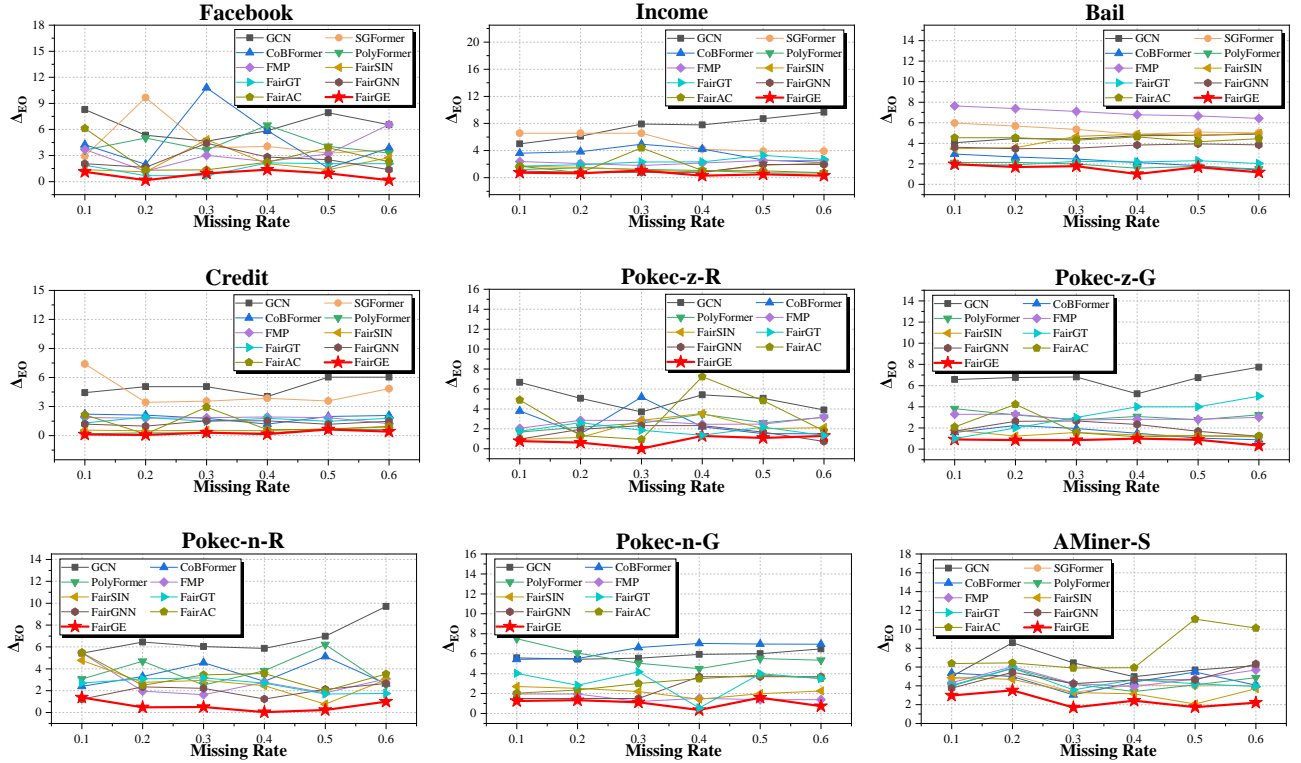 Facebook
18
15
12
9
6
3
0
Δ_EO
GCN SGFormer
CoBFormer PolyFormer
FMP FairSIN
FairGT FairGNN
FairAC FairGE
0.1 0.2 0.3 0.4 0.5 0.6
Missing Rate
Income
20
16
12
8
4
0
Δ_EO
GCN SGFormer
CoBFormer PolyFormer
FMP FairSIN
FairGT FairGNN
FairAC FairGE
0.1 0.2 0.3 0.4 0.5 0.6
Missing Rate
Bail
14
12
10
8
6
4
2
0
Δ_EO
GCN SGFormer
CoBFormer PolyFormer
FMP FairSIN
FairGT FairGNN
FairAC FairGE
0.1 0.2 0.3 0.4 0.5 0.6
Missing Rate
Credit
15
12
9
6
3
0
Δ_EO
GCN SGFormer
CoBFormer PolyFormer
FMP FairSIN
FairGT FairGNN
FairAC FairGE
0.1 0.2 0.3 0.4 0.5 0.6
Missing Rate
Pokec-z-R
16
14
12
10
8
6
4
2
0
Δ_EO
GCN CoBFormer
PolyFormer FMP
FairSIN FairGT
FairGNN FairAC
FairGE
0.1 0.2 0.3 0.4 0.5 0.6
Missing Rate
Pokec-z-G
14
12
10
8
6
4
2
0
Δ_EO
GCN CoBFormer
PolyFormer FMP
FairSIN FairGT
FairGNN FairAC
FairGE
0.1 0.2 0.3 0.4 0.5 0.6
Missing Rate
Pokec-n-R
14
12
10
8
6
4
2
0
Δ_EO
GCN CoBFormer
PolyFormer FMP
FairSIN FairGT
FairGNN FairAC
FairGE
0.1 0.2 0.3 0.4 0.5 0.6
Missing Rate
Pokec-n-G
16
14
12
10
8
6
4
2
0
Δ_EO
GCN CoBFormer
PolyFormer FMP
FairSIN FairGT
FairGNN FairAC
FairGE
0.1 0.2 0.3 0.4 0.5 0.6
Missing Rate
AMiner-S
18
16
14
12
10
8
6
4
2
0
Δ_EO
GCN SGFormer
CoBFormer PolyFormer
FMP FairSIN
FairGT FairGNN
FairAC FairGE
0.1 0.2 0.3 0.4 0.5 0.6
Missing Rate